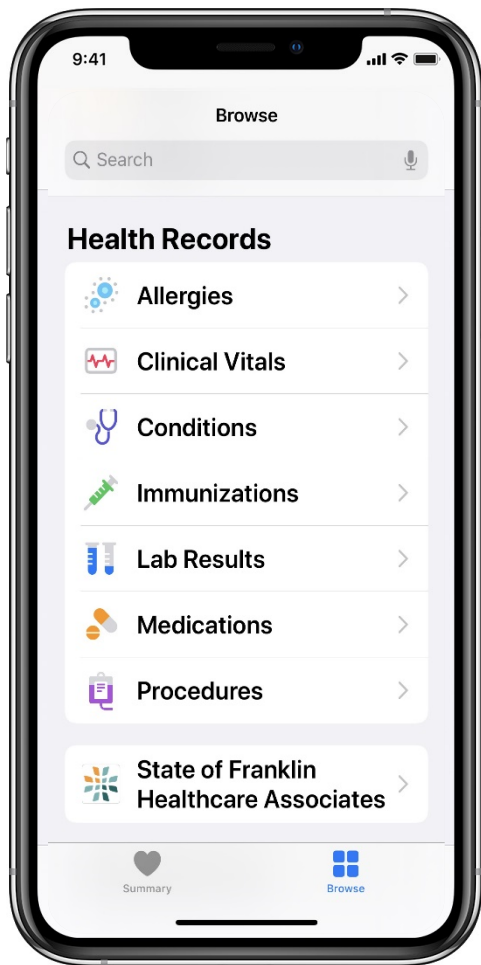 9:41
Browse
Search
Health Records
Allergies
Clinical Vitals
Conditions
Immunizations
Lab Results
Medications
Procedures
State of Franklin
Healthcare Associates
Summary
Browse